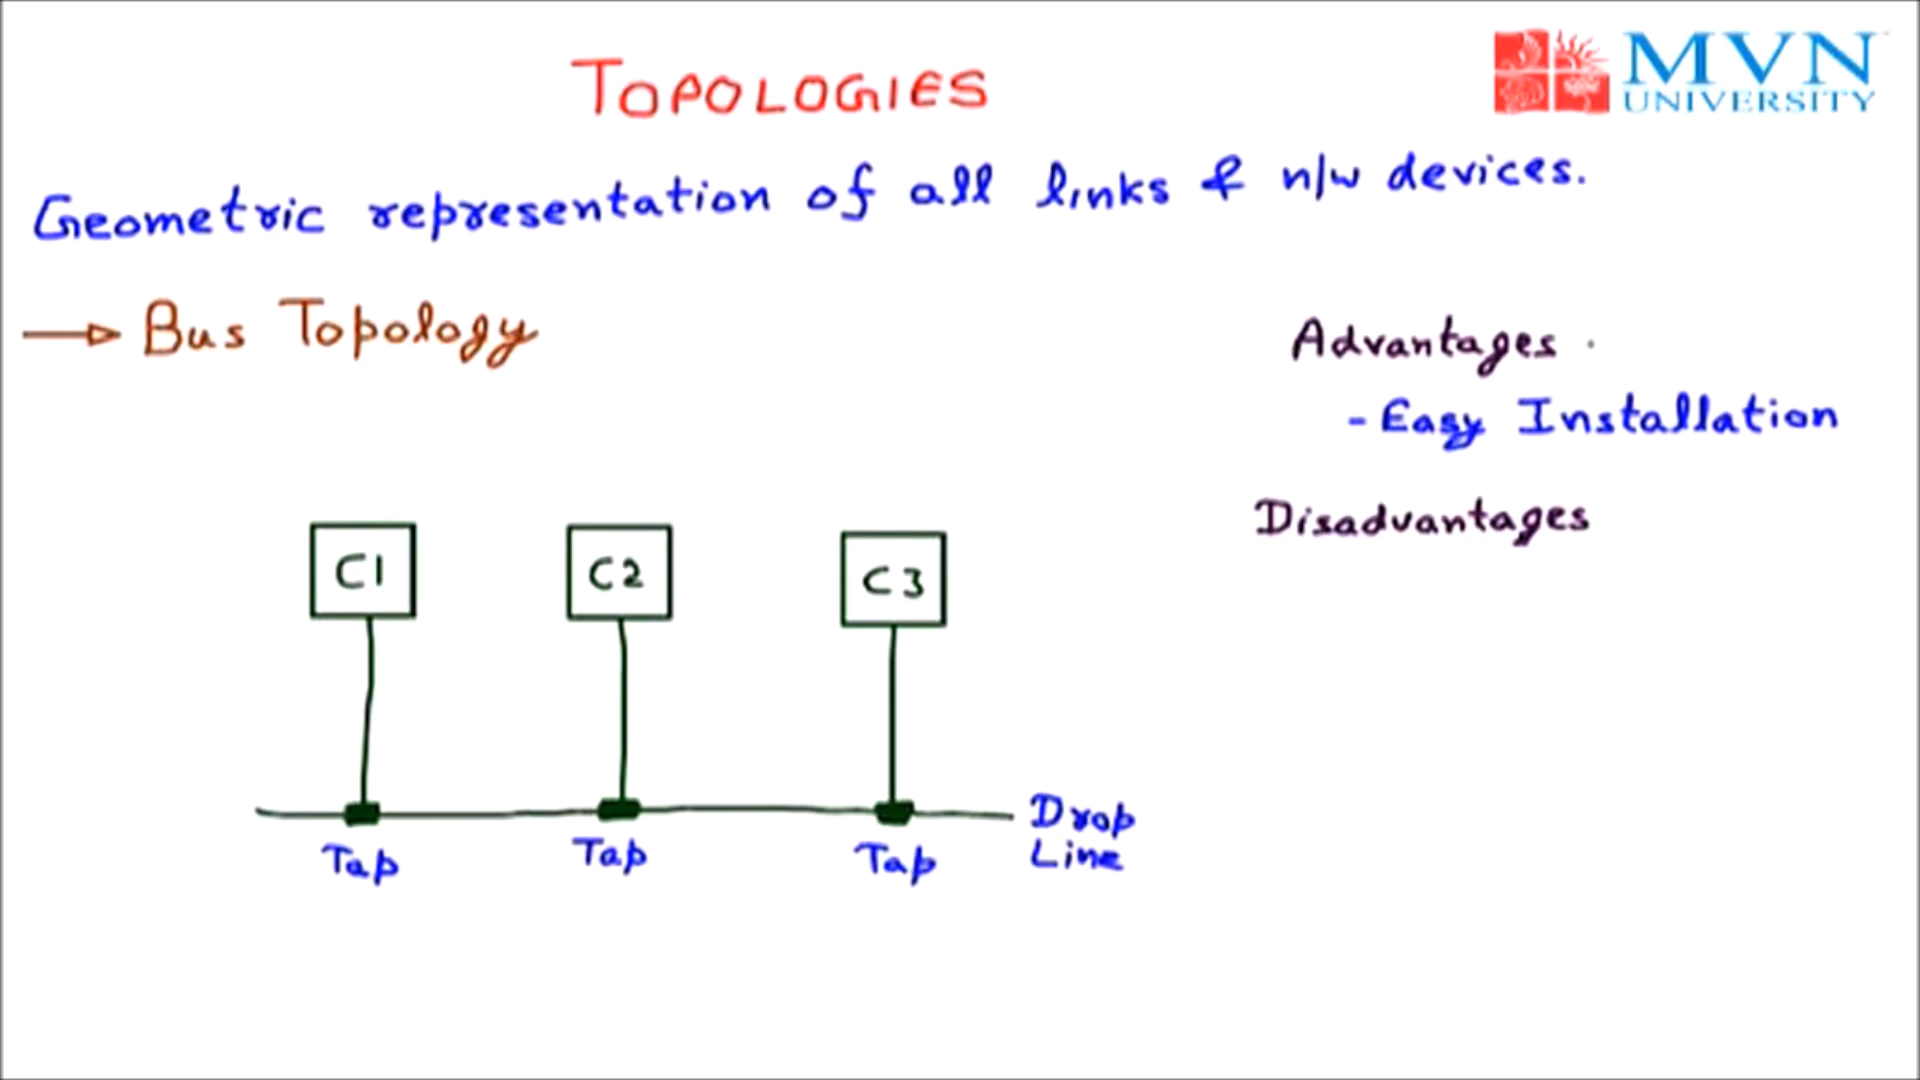 TOPOLOGIES
MVN
UNIVERSITY
Geometric representation of all links & n/w devices.
Bus Topology
Advantages
- Easy Installation
Disadvantages
C1
C2
C3
Drop
Line
Tap
Tap
Tap